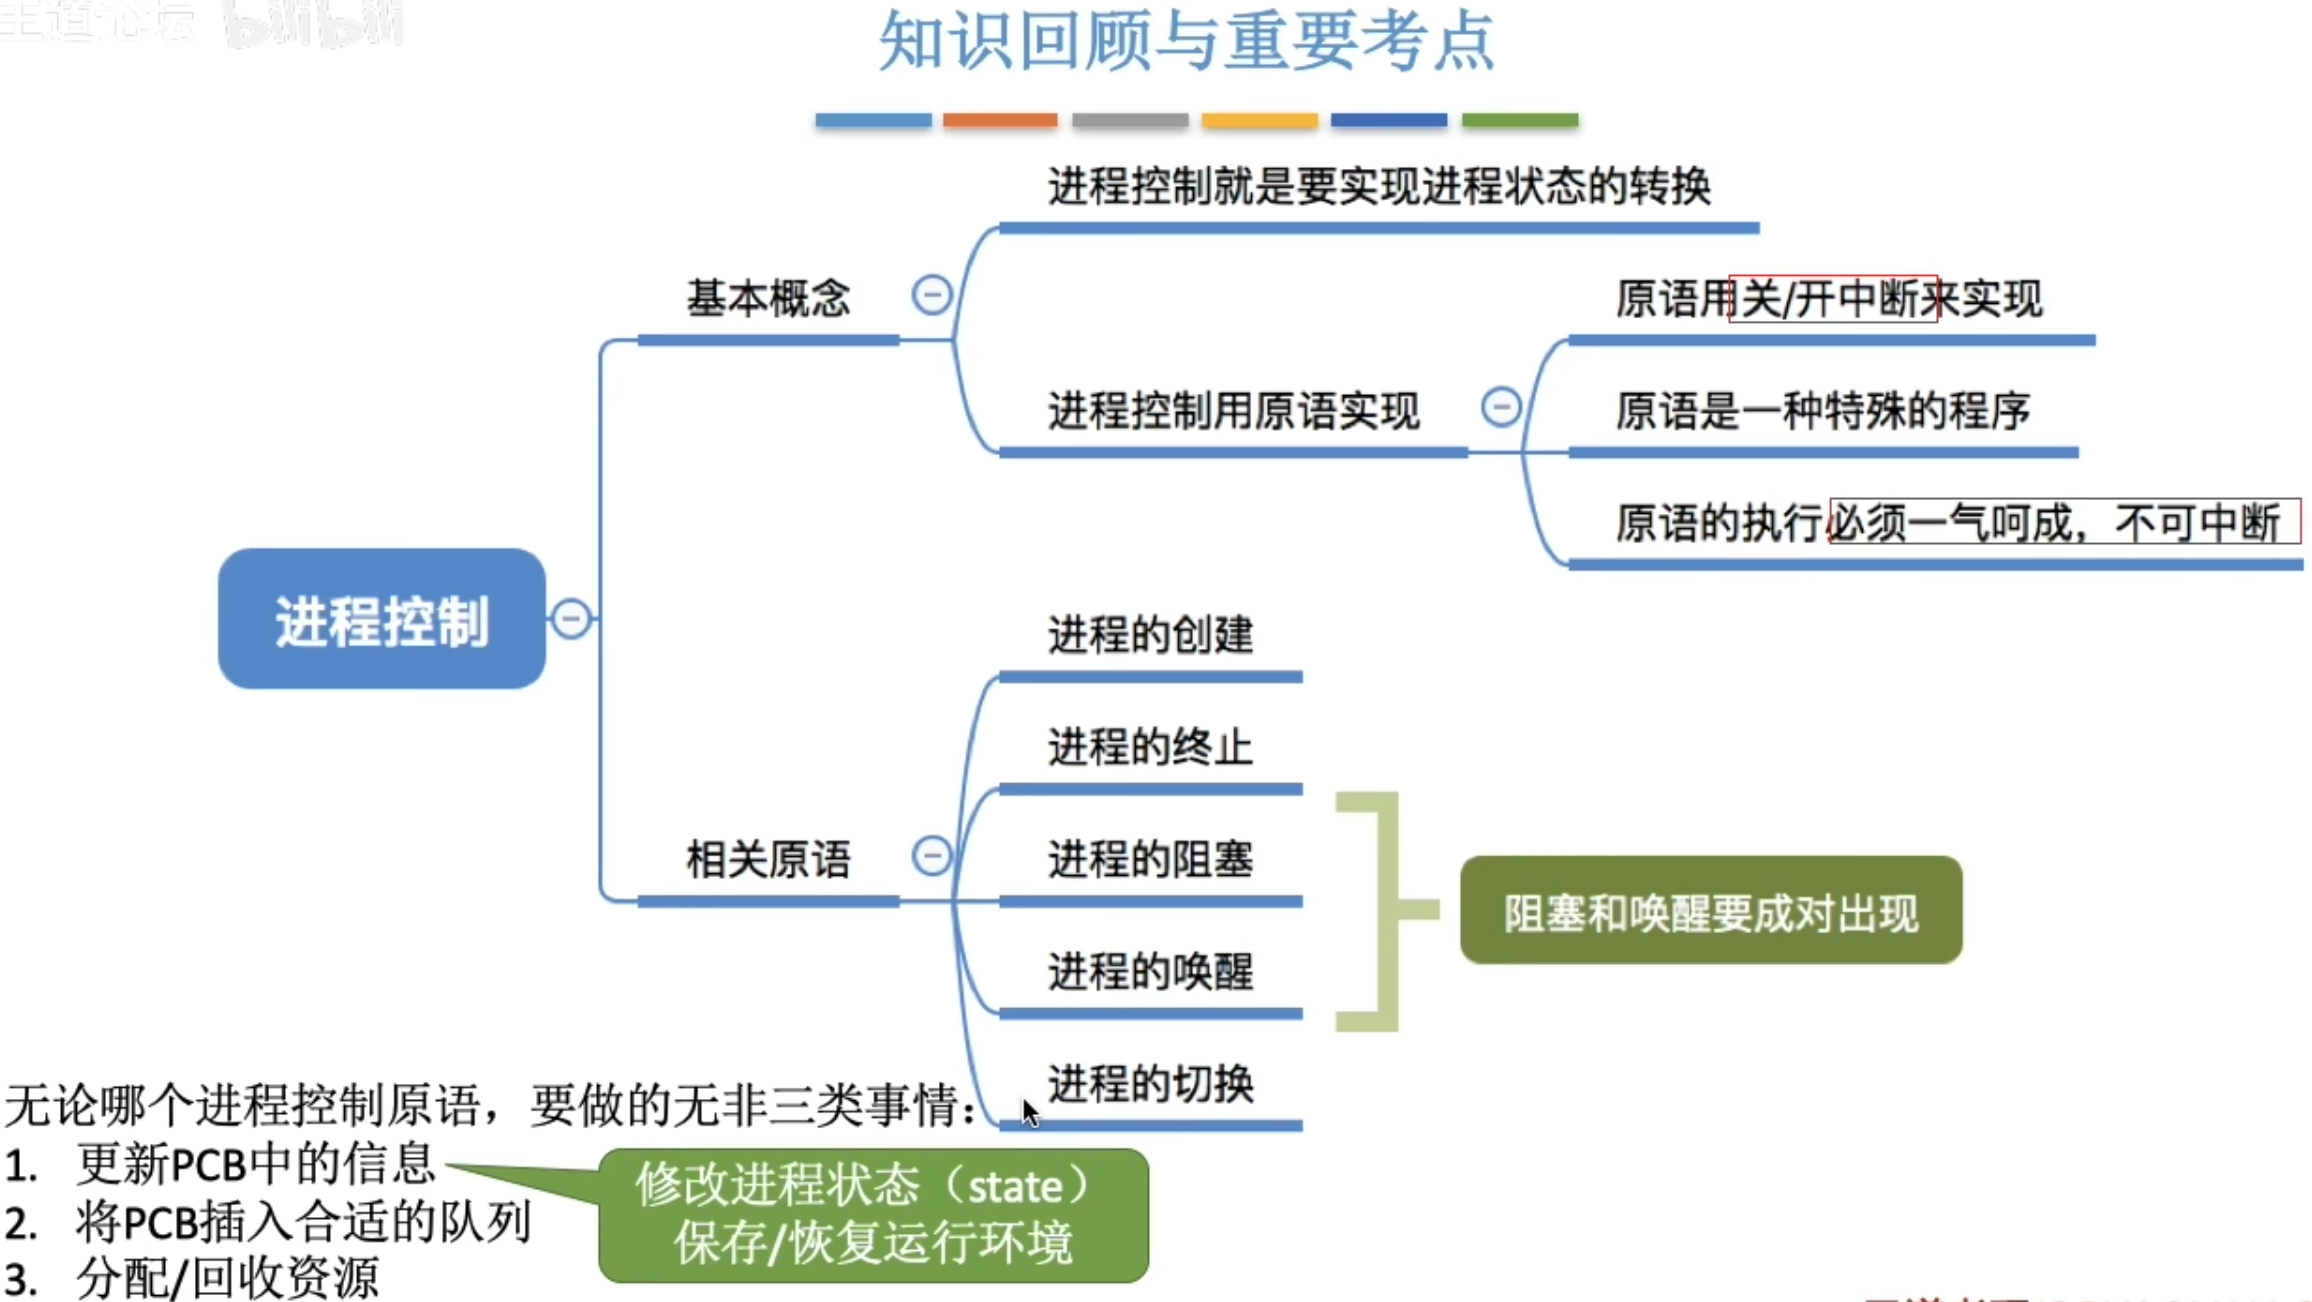 王道论坛 bilibili
知识回顾与重要考点
进程控制就是要实现进程状态的转换
基本概念
原语用关/开中断来实现
进程控制用原语实现
原语是一种特殊的程序
原语的执行必须一气呵成，不可中断
进程控制
进程的创建
进程的终止
相关原语
进程的阻塞
阻塞和唤醒要成对出现
进程的唤醒
进程的切换
无论哪个进程控制原语，要做的无非三类事情：
1. 更新PCB中的信息
修改进程状态（state）
保存/恢复运行环境
2. 将PCB插入合适的队列
3. 分配/回收资源